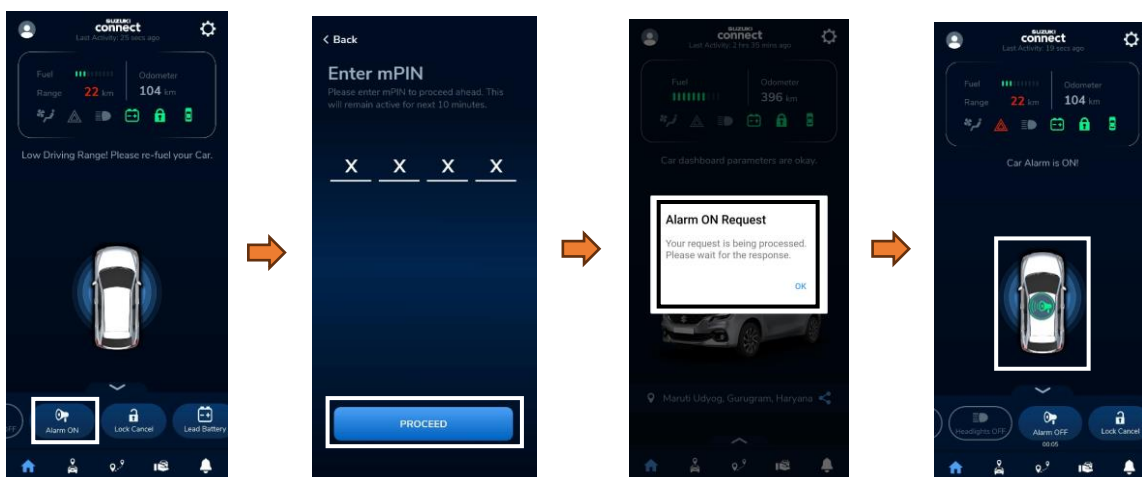 SUZUKI
connect
Last Activity: 25 secs ago
Fuel
Odometer
Range 22 km
104 km
Low Driving Range! Please re-fuel your Car.
Alarm ON
Lock Cancel
Lead Battery
< Back
Enter mPIN
Please enter mPIN to proceed ahead. This
will remain active for next 10 minutes.
X X X X
PROCEED
SUZUKI
connect
Last Activity: 2 hrs 35 mins ago
Fuel
Odometer
396 km
Car dashboard parameters are okay.
Alarm ON Request
Your request is being processed.
Please wait for the response.
OK
Maruti Udyog, Gurugram, Haryana
SUZUKI
connect
Last Activity: 19 secs ago
Fuel
Odometer
Range 22 km
104 km
Car Alarm is ON!
Headlights OFF
Alarm OFF
00:05
Lock Cancel